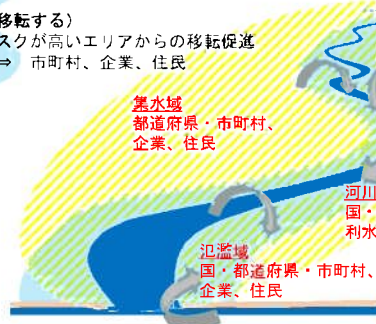 移転する）
スクが高いエリアからの移転促進
⇒ 市町村、企業、住民
集水域
都道府県・市町村、
企業、住民
河川
国・
利水
氾濫域
国・都道府県・市町村、
企業、住民